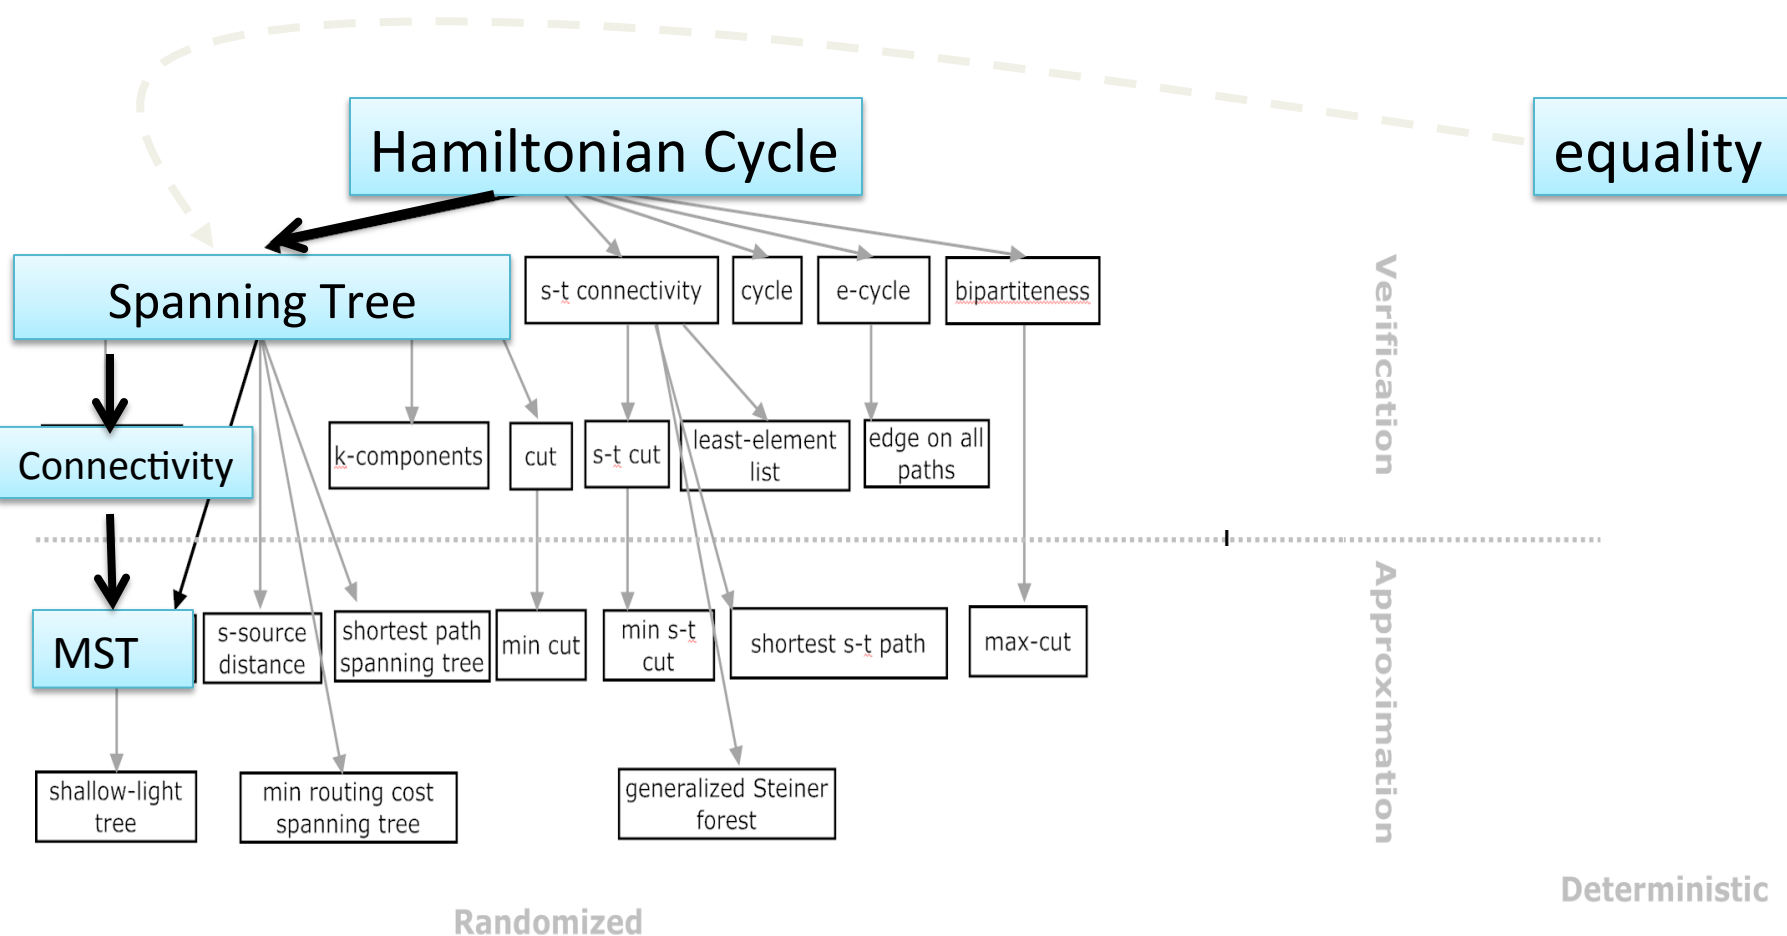 Hamiltonian Cycle
equality
Spanning Tree
s-t connectivity
cycle
e-cycle
bipartiteness
Verification
Connectivity
k-components
cut
s-t cut
least-element
list
edge on all
paths
Approximation
MST
s-source
distance
shortest path
spanning tree
min cut
min s-t
cut
shortest s-t path
max-cut
shallow-light
tree
min routing cost
spanning tree
generalized Steiner
forest
Deterministic
Randomized